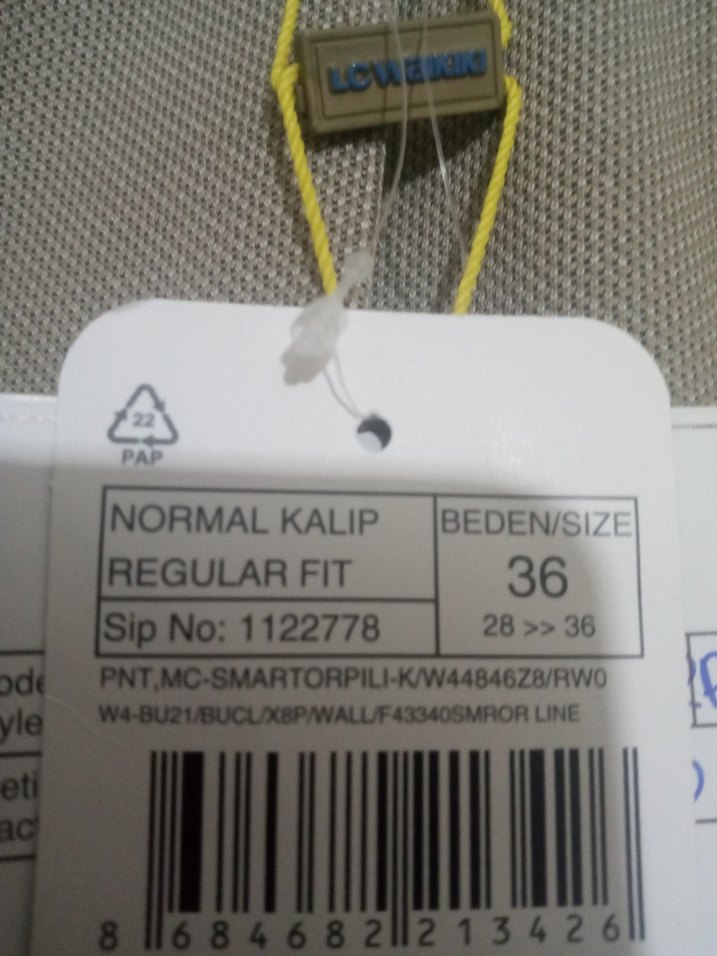 LC WAIKIKI
22
PAP
NORMAL KALIP
REGULAR FIT
BEDEN/SIZE
36
28 >> 36
Sip No: 1122778
PNT,MC-SMARTORPILI-K/W44846Z8/RW0
W4-BU21/BUCL/X8P/WALL/F43340SMROR LINE
8 684682 213426